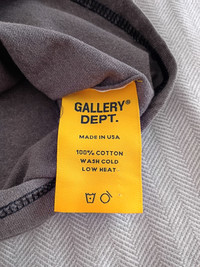 GALLERY®
DEPT.
MADE IN USA
100% COTTON
WASH COLD
LOW HEAT